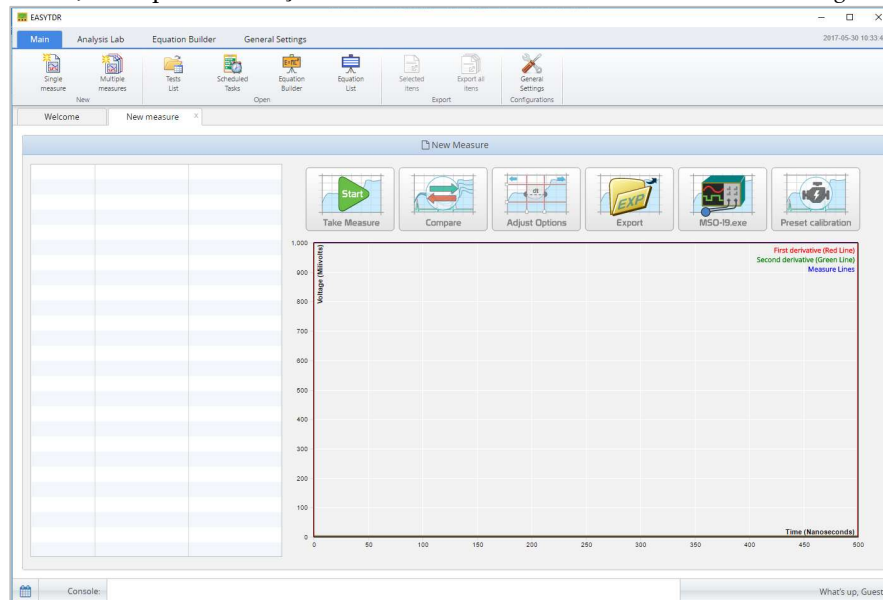 EASYTDR
Main Analysis Lab Equation Builder General Settings
2017-05-30 10:33:4
Single measure
Multiple measures
Tests List
Scheduled Tasks
Equation Builder
Equation List
Selected itens
Export all itens
General Settings
New Open Export Configurations
Welcome New measure x
New Measure
Start
dt
EXP
Take Measure Compare Adjust Options Export MSO-19.exe Preset calibration
First derivative (Red Line)
Second derivative (Green Line)
Measure Lines
Voltage (Milivolts)
1,000
900
800
700
600
500
400
300
200
100
0
Time (Nanoseconds)
0 50 100 150 200 250 300 350 400 450 500
Console:
What's up, Guest